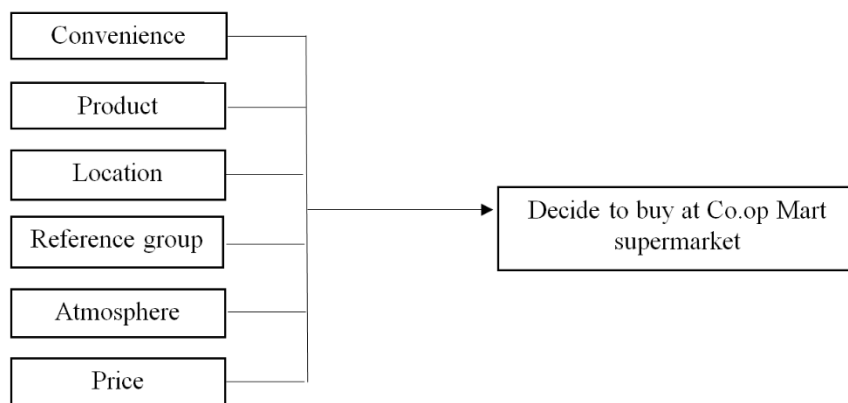 Convenience
Product
Location
Reference group
Atmosphere
Price
Decide to buy at Co.op Mart
supermarket